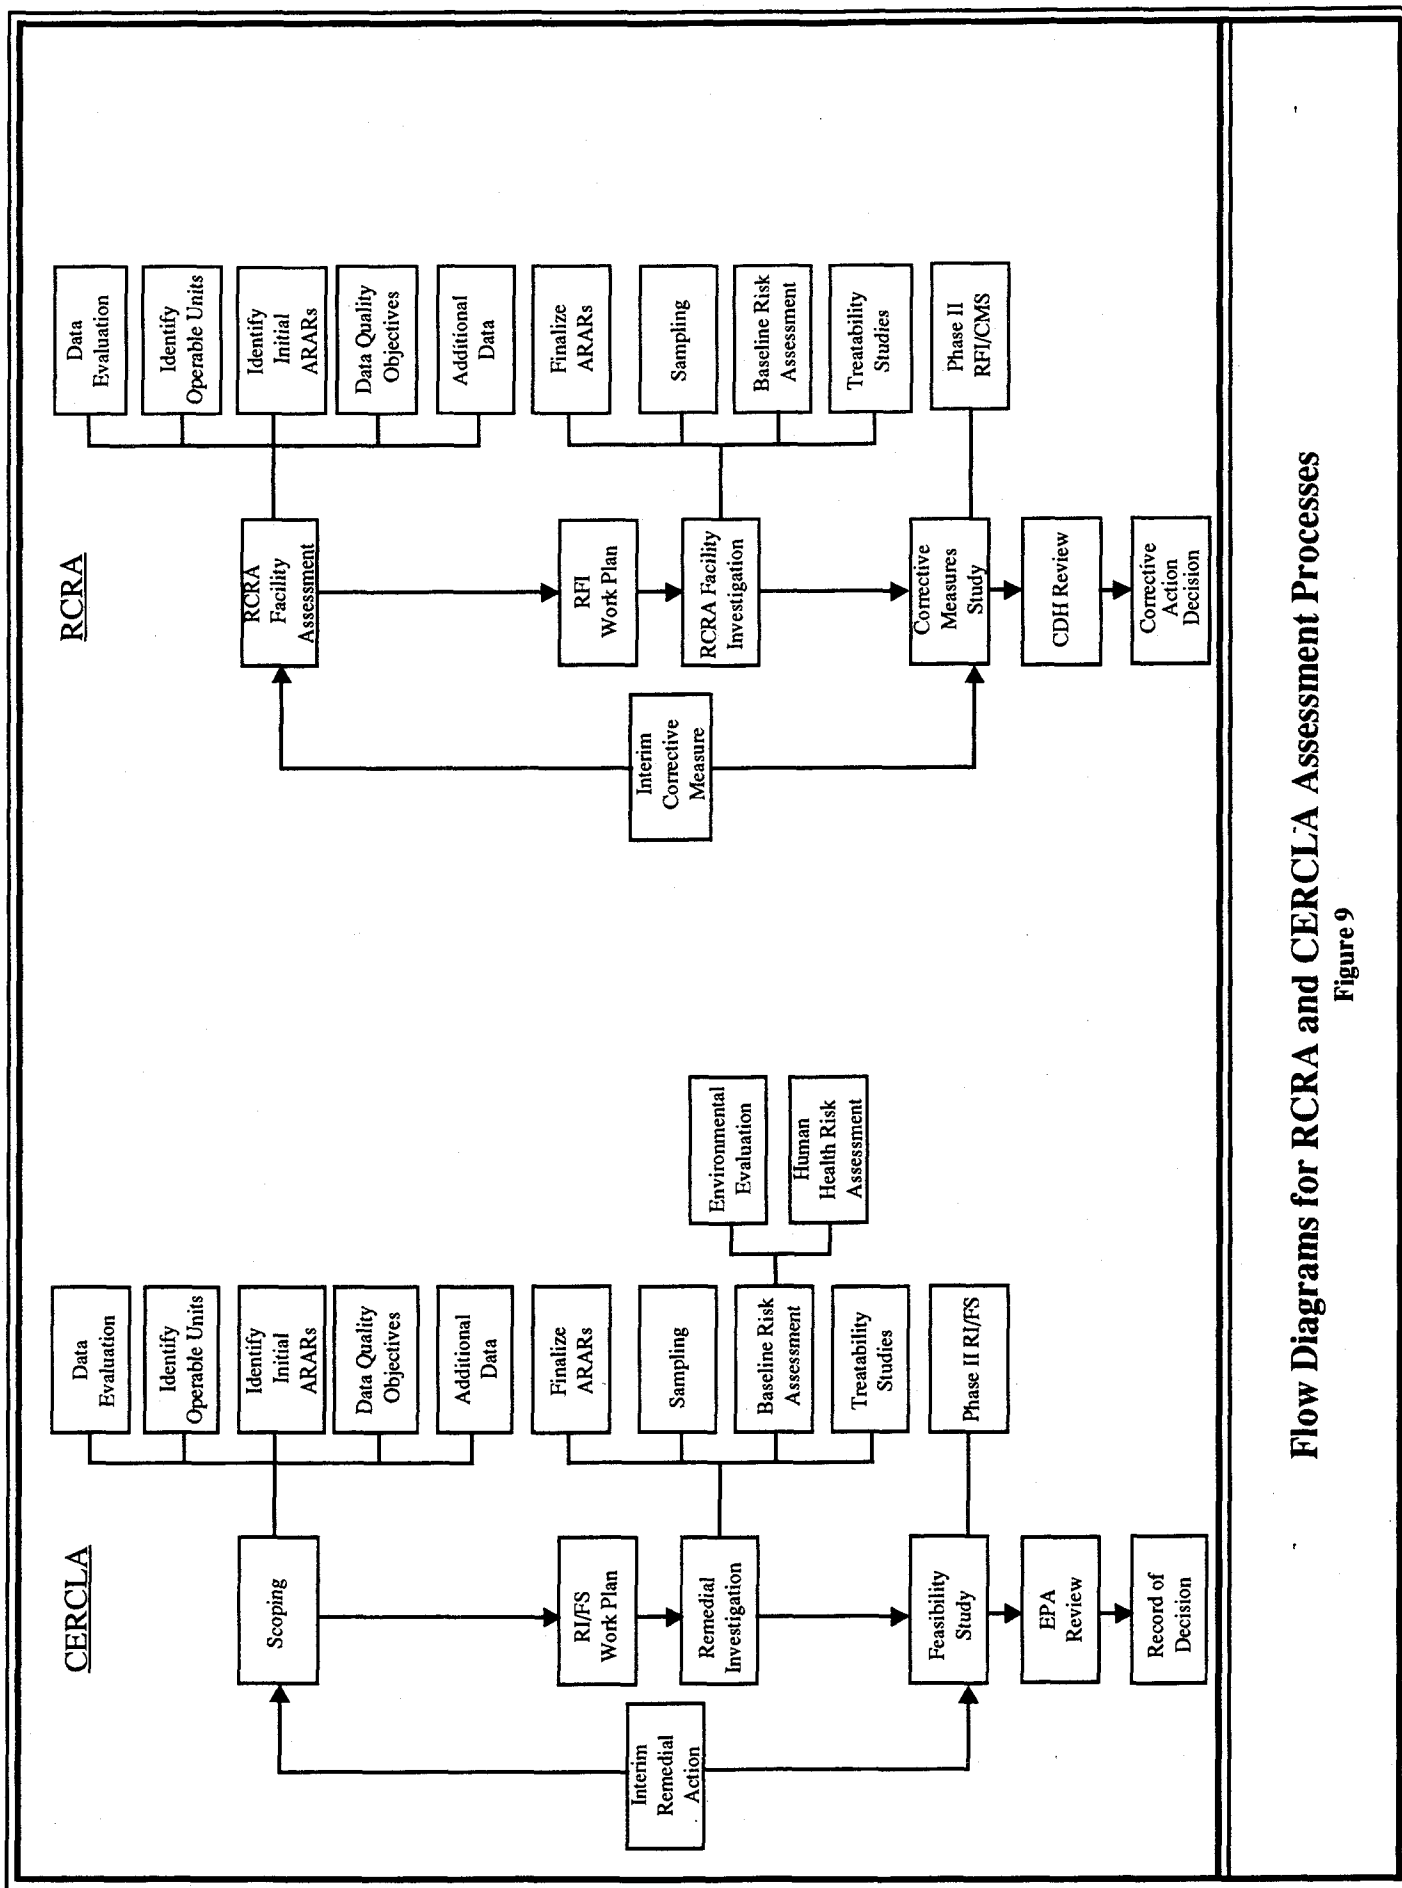 CERCLA
Scoping
Data
Evaluation
Identify
Operable Units
Identify
Initial
ARARs
Data Quality
Objectives
Additional
Data
Interim
Remedial
Action
RI/FS
Work Plan
Remedial
Investigation
Finalize
ARARs
Sampling
Baseline Risk
Assessment
Treatability
Studies
Environmental
Evaluation
Human
Health Risk
Assessment
Feasibility
Study
Phase II RI/FS
EPA
Review
Record of
Decision
RCRA
RCRA
Facility
Assessment
Data
Evaluation
Identify
Operable Units
Identify
Initial
ARARs
Data Quality
Objectives
Additional
Data
Interim
Corrective
Measure
RFI
Work Plan
RCRA Facility
Investigation
Finalize
ARARs
Sampling
Baseline Risk
Assessment
Treatability
Studies
Corrective
Measures
Study
Phase II
RFI/CMS
CDH Review
Corrective
Action
Decision
Flow Diagrams for RCRA and CERCLA Assessment Processes
Figure 9